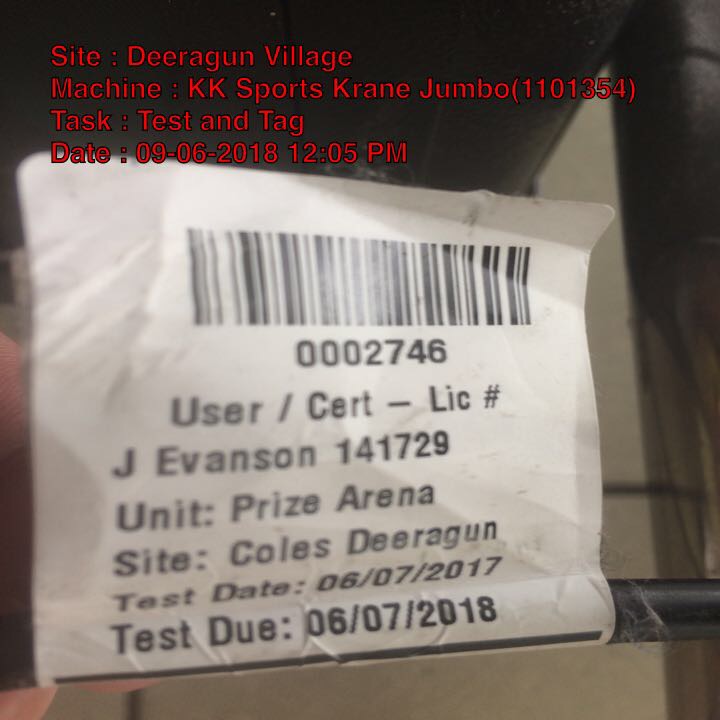 Site : Deeragun Village
Machine : KK Sports Krane Jumbo(1101354)
Task : Test and Tag
Date : 09-06-2018 12:05 PM
0002746
User / Cert – Lic #
J Evanson 141729
Unit: Prize Arena
Site: Coles Deeragun
Test Date: 06/07/2017
Test Due: 06/07/2018